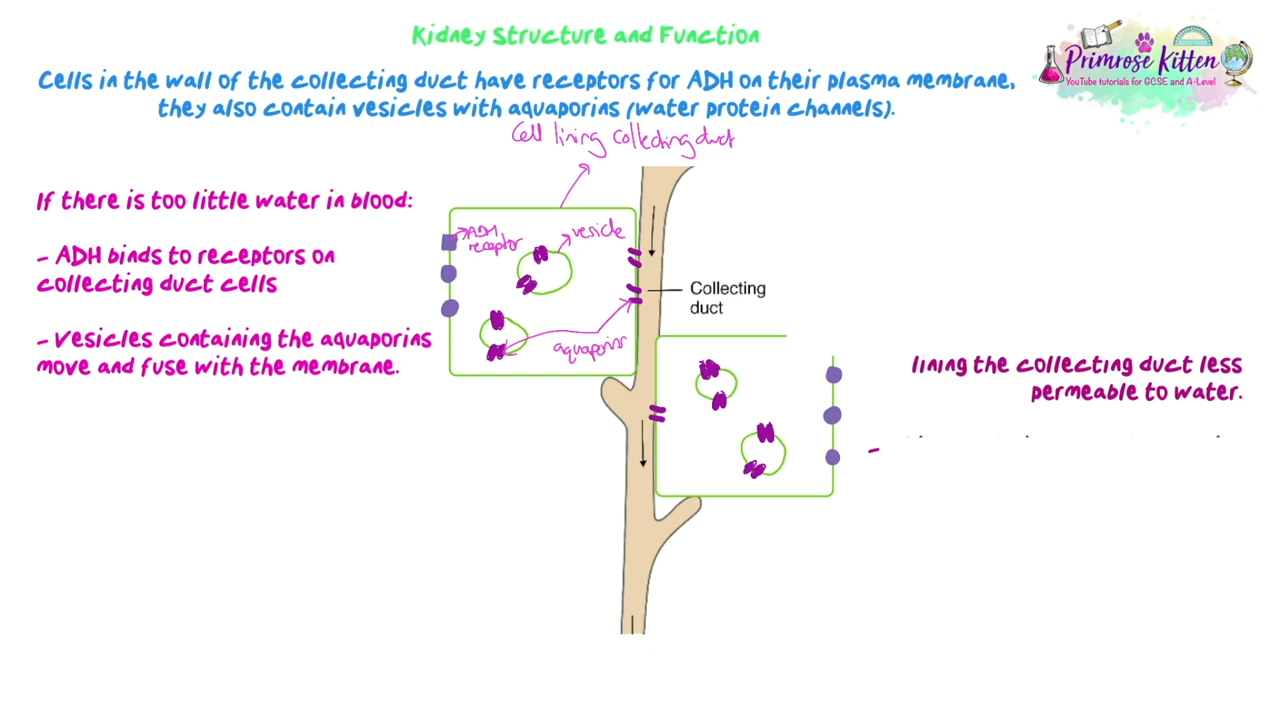 Kidney Structure and Function
Primrose Kitten
YouTube tutorials for GCSE and A-Level
Cells in the wall of the collecting duct have receptors for ADH on their plasma membrane,
they also contain vesicles with aquaporins (water protein channels).
Cell lining collecting duct
If there is too little water in blood:
- ADH binds to receptors on
collecting duct cells
- Vesicles containing the aquaporins
move and fuse with the membrane.
ADH
receptor
vesicle
aquaporins
Collecting
duct
lining the collecting duct less
permeable to water.
-